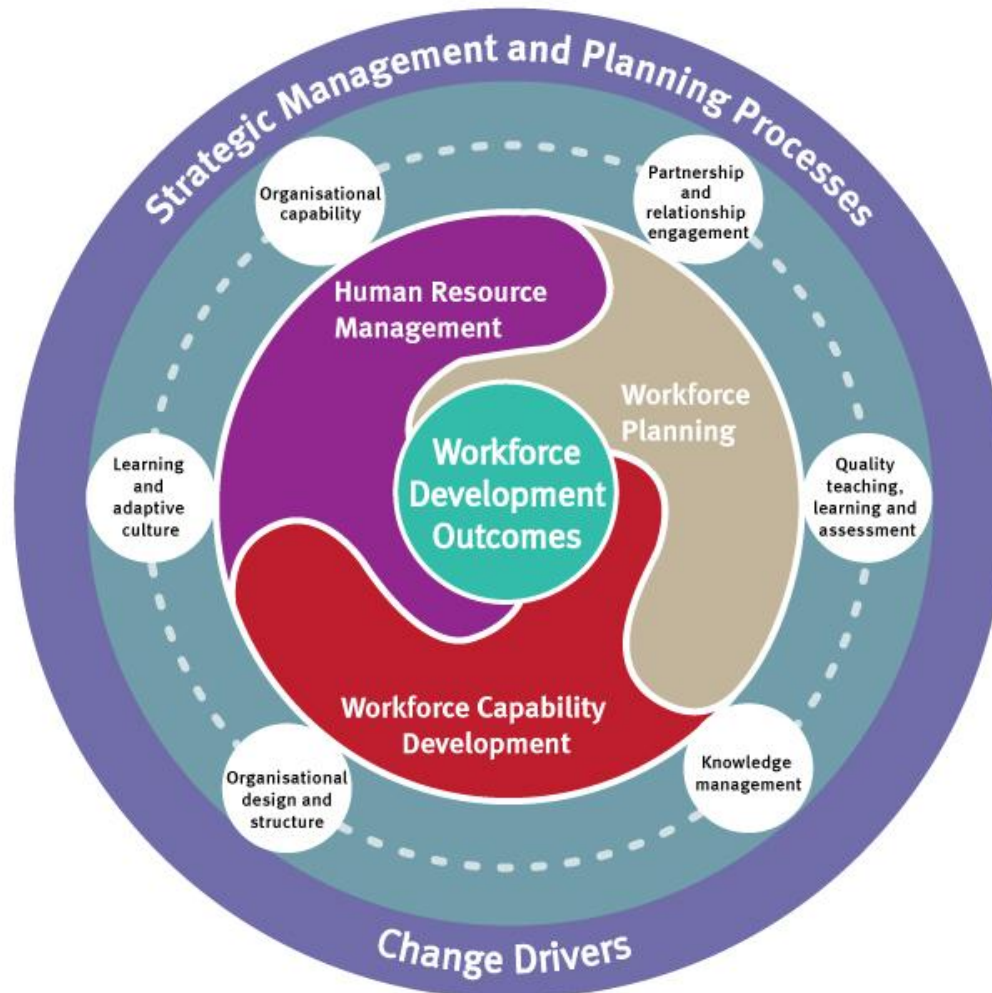 Strategic Management and Planning Processes
Organisational
capability
Partnership
and
relationship
engagement
Human Resource
Management
Workforce
Planning
Learning
and
adaptive
culture
Workforce
Development
Outcomes
Quality
teaching,
learning and
assessment
Workforce Capability
Development
Organisational
design and
structure
Knowledge
management
Change Drivers